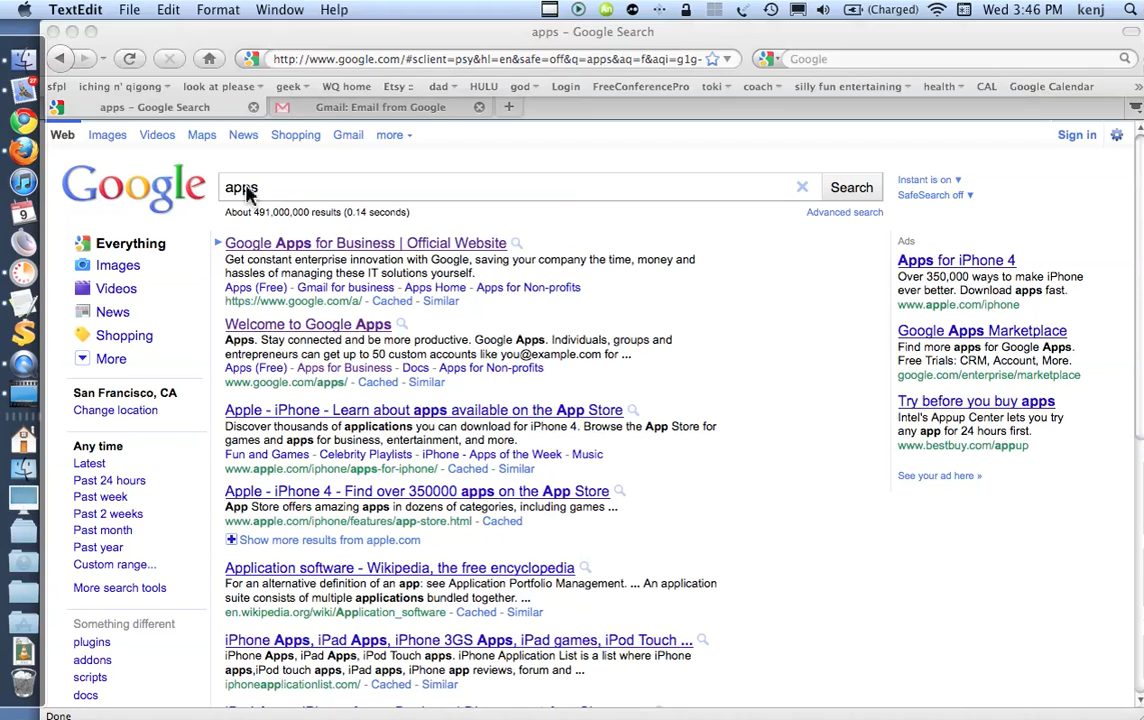 TextEdit File Edit Format Window Help (Charged) Wed 3:46 PM kenj
apps – Google Search
http://www.google.com/#sclient=psy&hl=en&safe=off&q=apps&aq=f&aqi=g1g- Google
sfpl iching n' qigong look at please geek WQ home Etsy :: dad HULU god Login FreeConferencePro toki coach silly fun entertaining health CAL Google Calendar »
apps – Google Search Gmail: Email from Google
Web Images Videos Maps News Shopping Gmail more Sign in
Google apps Search
Instant is on
SafeSearch off
About 491,000,000 results (0.14 seconds) Advanced search
Everything
Images
Videos
News
Shopping
More
San Francisco, CA
Change location
Any time
Latest
Past 24 hours
Past week
Past 2 weeks
Past month
Past year
Custom range...
More search tools
Something different
plugins
addons
scripts
docs
Google Apps for Business | Official Website
Get constant enterprise innovation with Google, saving your company the time, money and
hassles of managing these IT solutions yourself.
Apps (Free) - Gmail for business - Apps Home - Apps for Non-profits
https://www.google.com/a/ - Cached - Similar
Welcome to Google Apps
Apps. Stay connected and be more productive. Google Apps. Individuals, groups and
entrepreneurs can get up to 50 custom accounts like you@example.com for ...
Apps (Free) - Apps for Business - Docs - Apps for Non-profits
www.google.com/apps/ - Cached - Similar
Apple - iPhone - Learn about apps available on the App Store
Discover thousands of applications you can download for iPhone 4. Browse the App Store for
games and apps for business, entertainment, and more.
Fun and Games - Celebrity Playlists - iPhone - Apps of the Week - Music
www.apple.com/iphone/apps-for-iphone/ - Cached - Similar
Apple - iPhone 4 - Find over 350000 apps on the App Store
App Store offers amazing apps in dozens of categories, including games ...
www.apple.com/iphone/features/app-store.html - Cached
Show more results from apple.com
Application software - Wikipedia, the free encyclopedia
For an alternative definition of an app: see Application Portfolio Management. ... An application
suite consists of multiple applications bundled together. ...
en.wikipedia.org/wiki/Application_software - Cached - Similar
iPhone Apps, iPad Apps, iPhone 3GS Apps, iPad games, iPod Touch ...
iPhone Apps, iPad Apps, iPod Touch apps. iPhone Application List is a list where iPhone
apps,iPod touch apps, iPad apps, iPhone app reviews, forum and ...
iphoneapplicationlist.com/ - Cached - Similar
Ads
Apps for iPhone 4
Over 350,000 ways to make iPhone
ever better. Download apps fast.
www.apple.com/iphone
Google Apps Marketplace
Find more apps for Google Apps.
Free Trials: CRM, Account, More.
google.com/enterprise/marketplace
Try before you buy apps
Intel's Appup Center lets you try
any app for 24 hours first.
www.bestbuy.com/appup
See your ad here »
Done